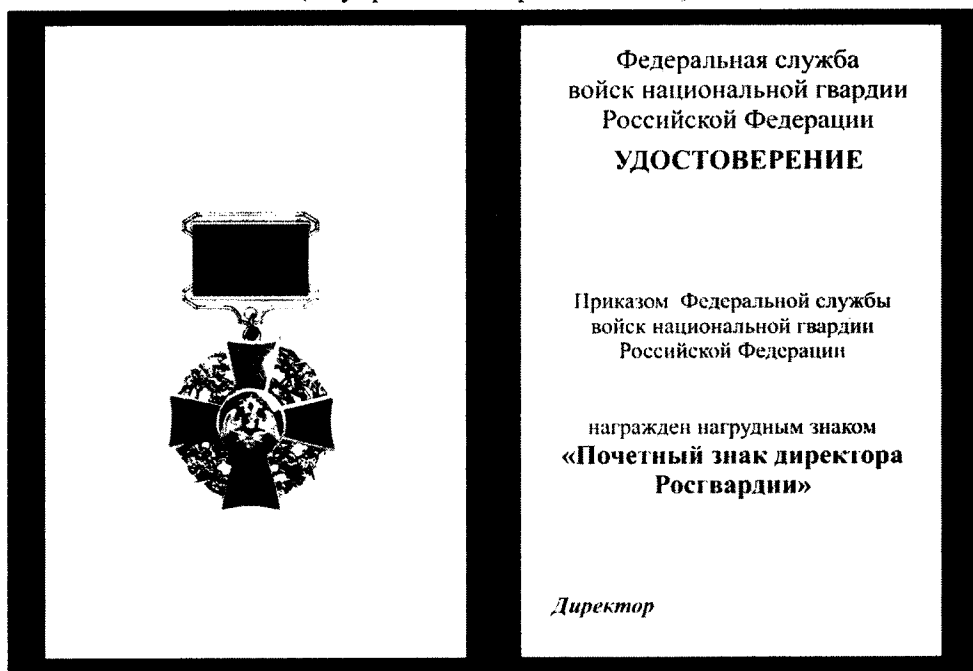 Федеральная служба
войск национальной гвардии
Российской Федерации
УДОСТОВЕРЕНИЕ
Приказом Федеральной службы
войск национальной гвардии
Российской Федерации
награжден нагрудным знаком
«Почетный знак директора
Росгвардии»
Директор